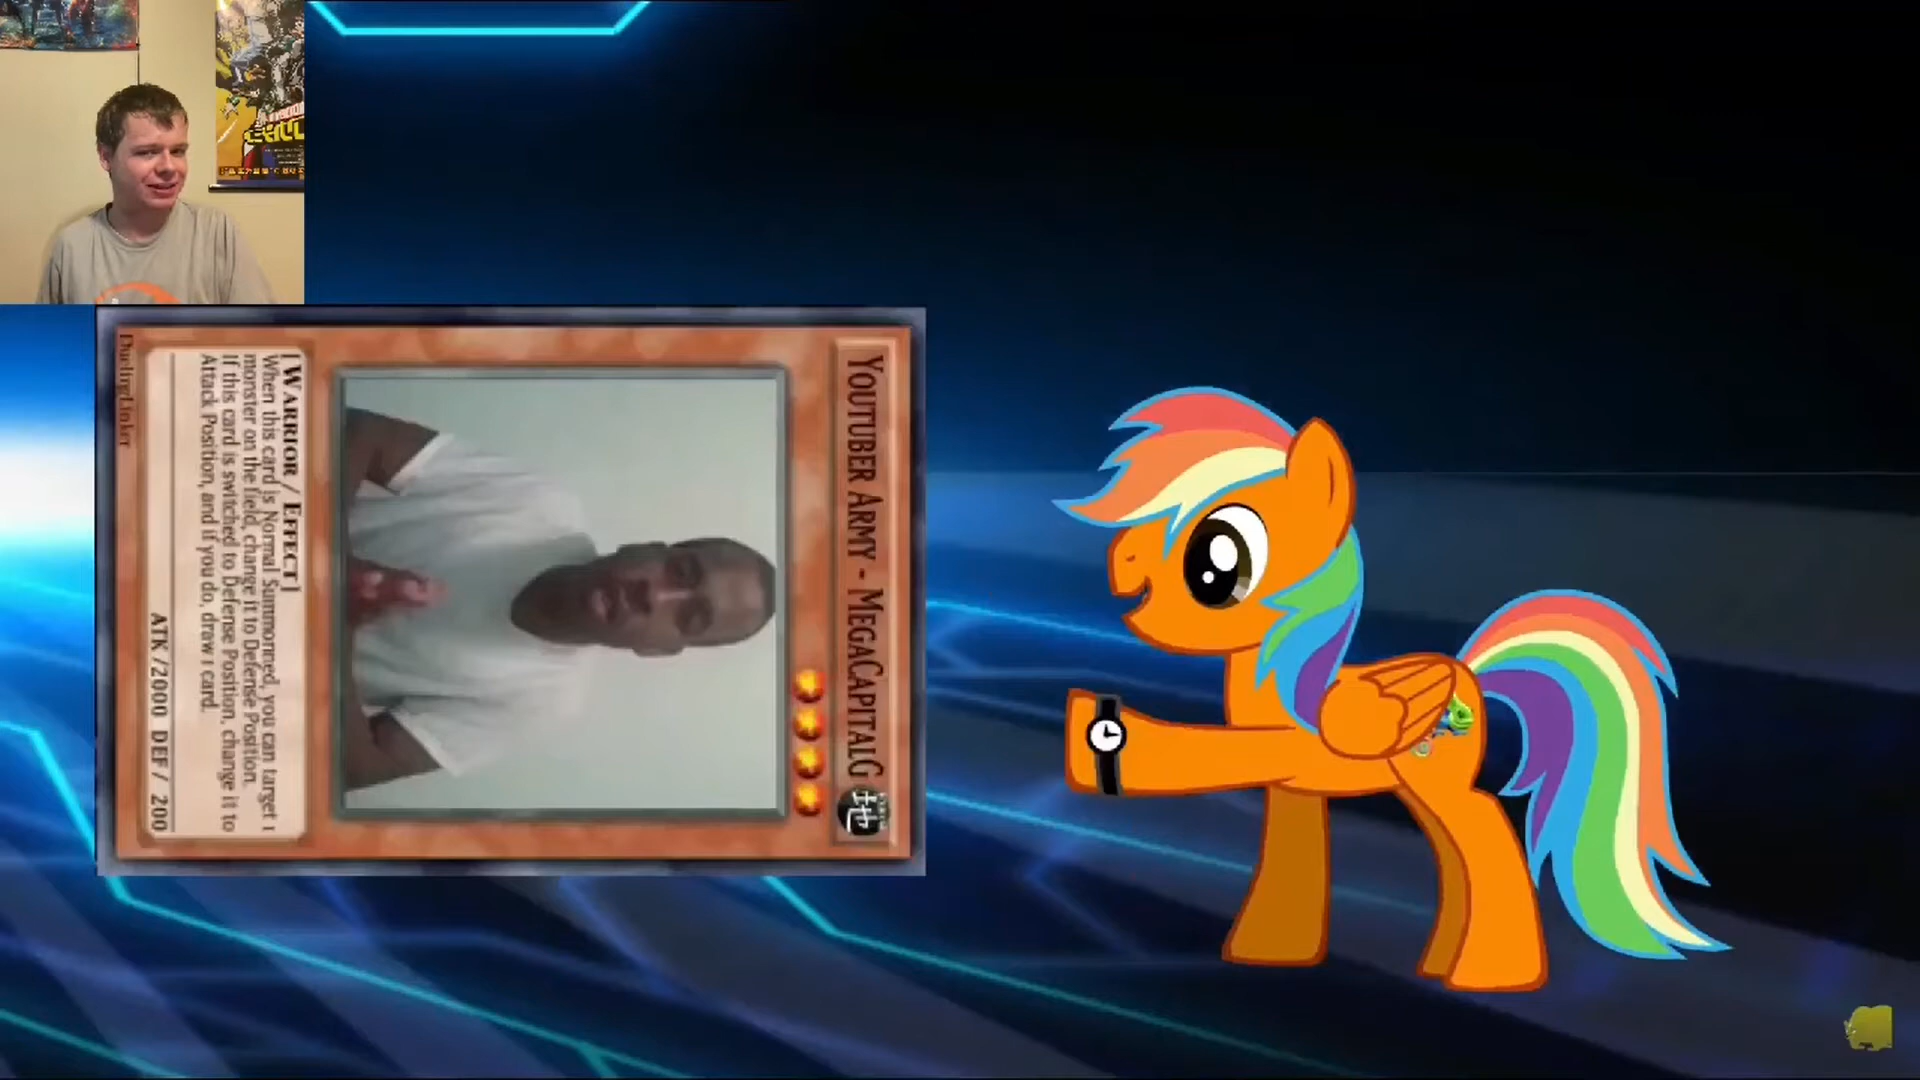 YOUTUBER ARMY - MEGACAPITALG
[WARRIOR / EFFECT]
When this card is Normal Summoned, you can target 1
monster on the field, change it to Defense Position.
If this card is switched to Defense Position, change it to
Attack Position, and if you do, draw 1 card.
ATK / 2000 DEF / 200
DuelingLinker
地